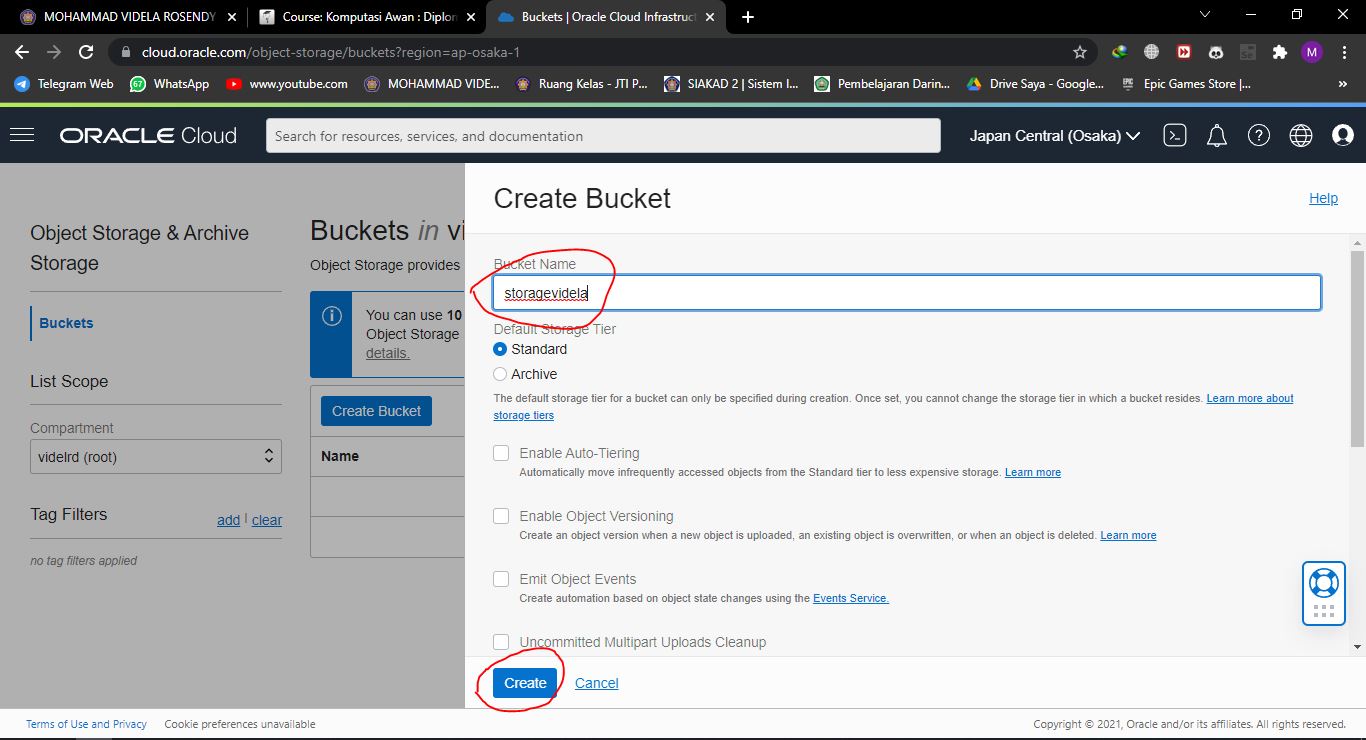 MOHAMMAD VIDELA ROSENDY
Course: Komputasi Awan : Diplon
Buckets | Oracle Cloud Infrastruct
cloud.oracle.com/object-storage/buckets?region=ap-osaka-1
M
Telegram Web
67
WhatsApp
www.youtube.com
MOHAMMAD VIDE...
Ruang Kelas - JTI P...
SIAKAD 2 | Sistem I...
Pembelajaran Darin...
Drive Saya - Google...
Epic Games Store |...
»
ORACLE Cloud
Search for resources, services, and documentation
Japan Central (Osaka)
Object Storage & Archive
Storage
Buckets
List Scope
Compartment
videlrd (root)
Tag Filters
add | clear
no tag filters applied
Buckets in vi
Object Storage provides
You can use 10
Object Storage
details.
Create Bucket
Name
Create Bucket
Help
Bucket Name
storagevidela
Default Storage Tier
Standard
Archive
The default storage tier for a bucket can only be specified during creation. Once set, you cannot change the storage tier in which a bucket resides. Learn more about
storage tiers
Enable Auto-Tiering
Automatically move infrequently accessed objects from the Standard tier to less expensive storage. Learn more
Enable Object Versioning
Create an object version when a new object is uploaded, an existing object is overwritten, or when an object is deleted. Learn more
Emit Object Events
Create automation based on object state changes using the Events Service.
Uncommitted Multipart Uploads Cleanup
Create
Cancel
Terms of Use and Privacy
Cookie preferences unavailable
Copyright © 2021, Oracle and/or its affiliates. All rights reserved.